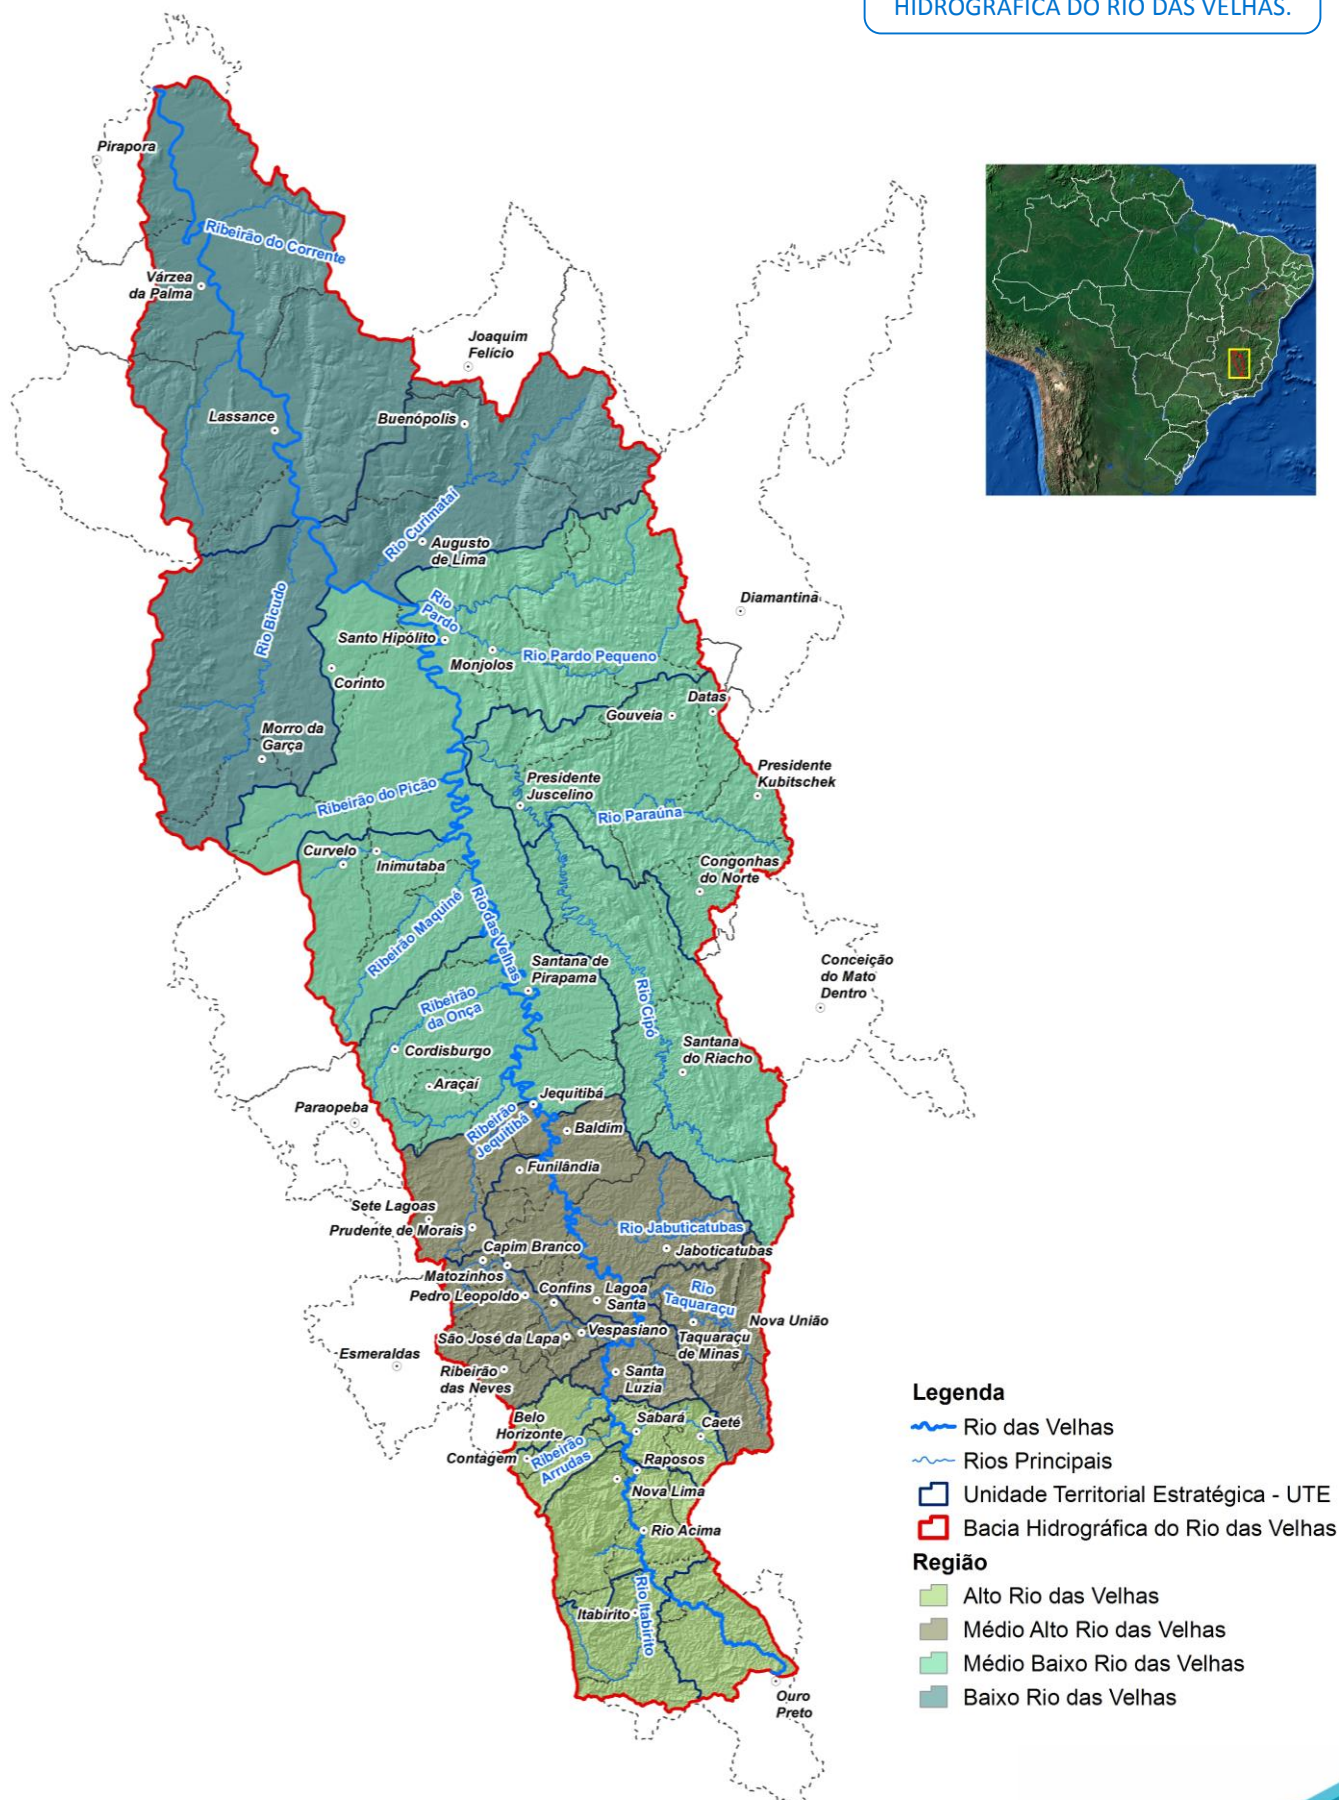 HIDROGRÁFICA DO RIO DAS VELHAS.
Pirapora
Ribeirão do Corrente
Várzea
da Palma
Joaquim
Felício
Lassance
Buenópolis
Rio Curimataí
Augusto
de Lima
Rio Bicudo
Rio
Pardo
Diamantina
Santo Hipólito
Monjolos
Rio Pardo Pequeno
Corinto
Datas
Gouveia
Morro da
Garça
Presidente
Kubitschek
Presidente
Juscelino
Ribeirão do Picão
Rio Paraúna
Curvelo
Inimutaba
Congonhas
do Norte
Ribeirão Maquiné
Rio das Velhas
Santana de
Pirapama
Conceição
do Mato
Dentro
Rio Cipó
Ribeirão
da Onça
Cordisburgo
Santana
do Riacho
Araçaí
Jequitibá
Paraopeba
Ribeirão
Jequitibá
Baldim
Funilândia
Sete Lagoas
Prudente de Morais
Rio Jabuticatubas
Capim Branco
Jaboticatubas
Matozinhos
Pedro Leopoldo
Confins
Lagoa
Santa
Rio
Taquaraçu
Nova União
São José da Lapa
Vespasiano
Taquaraçu
de Minas
Esmeraldas
Ribeirão
das Neves
Santa
Luzia
Belo
Horizonte
Sabará
Caeté
Contagem
Ribeirão
Arrudas
Raposos
Nova Lima
Rio Acima
Itabirito
Rio Itabirito
Ouro
Preto
Legenda
Rio das Velhas
Rios Principais
Unidade Territorial Estratégica - UTE
Bacia Hidrográfica do Rio das Velhas
Região
Alto Rio das Velhas
Médio Alto Rio das Velhas
Médio Baixo Rio das Velhas
Baixo Rio das Velhas